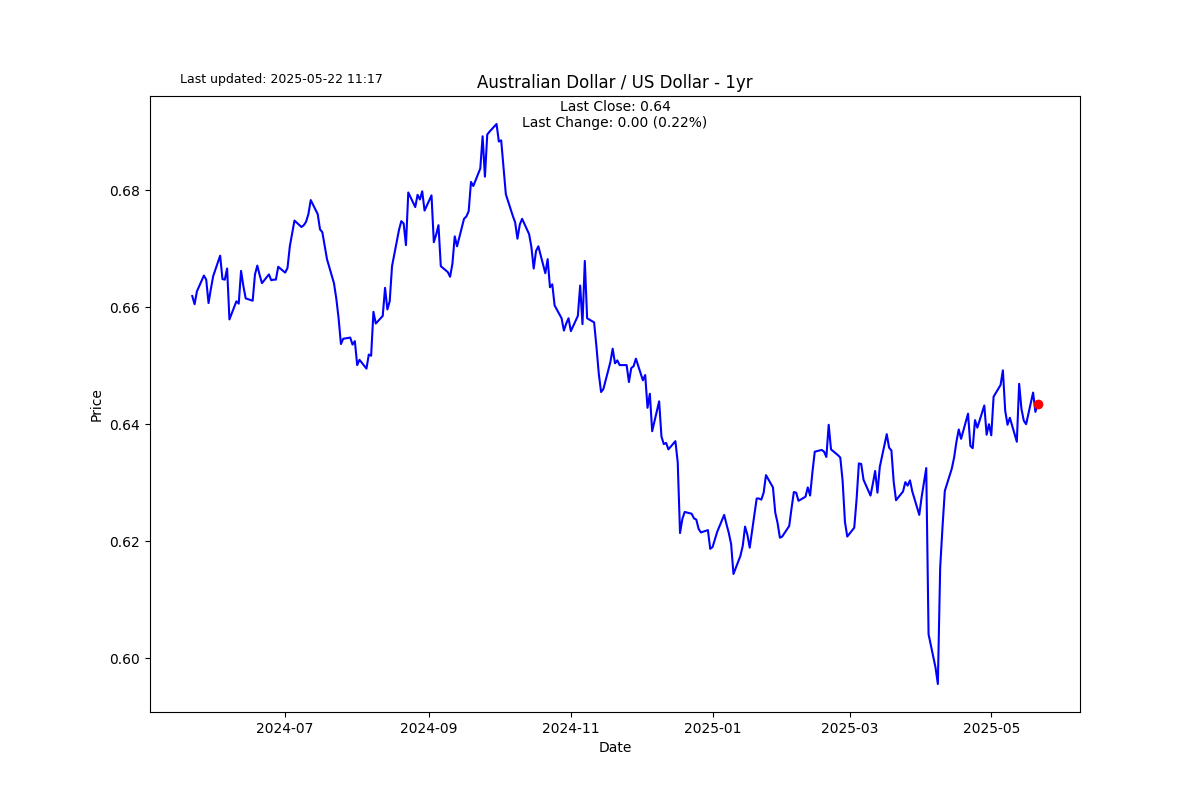 Last updated: 2025-05-22 11:17
Australian Dollar / US Dollar - 1yr
Last Close: 0.64
Last Change: 0.00 (0.22%)
0.68
0.66
0.64
0.62
0.60
Price
2024-07 2024-09 2024-11 2025-01 2025-03 2025-05
Date